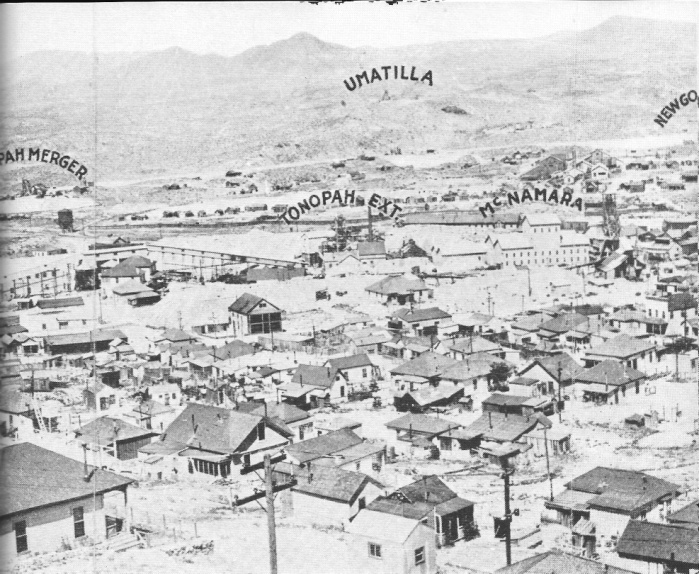 UMATILLA
NEWGO
PAH MERGER
TONOPAH EXT.
MCNAMARA